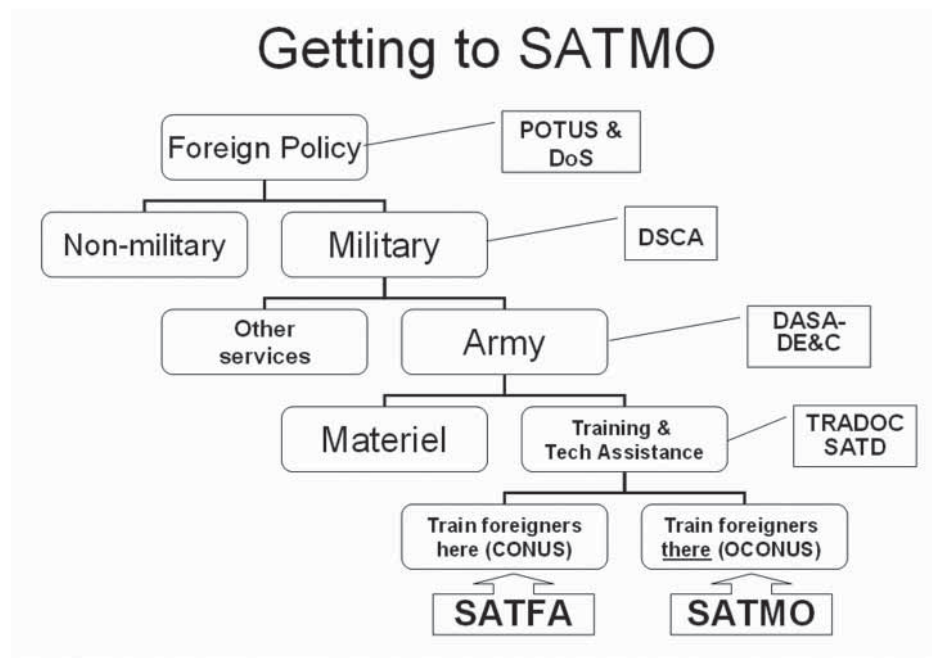 Getting to SATMO
Foreign Policy
POTUS &
DoS
Non-military
Military
DSCA
Other
services
Army
DASA-
DE&C
Materiel
Training &
Tech Assistance
TRADOC
SATD
Train foreigners
here (CONUS)
Train foreigners
there (OCONUS)
SATFA
SATMO